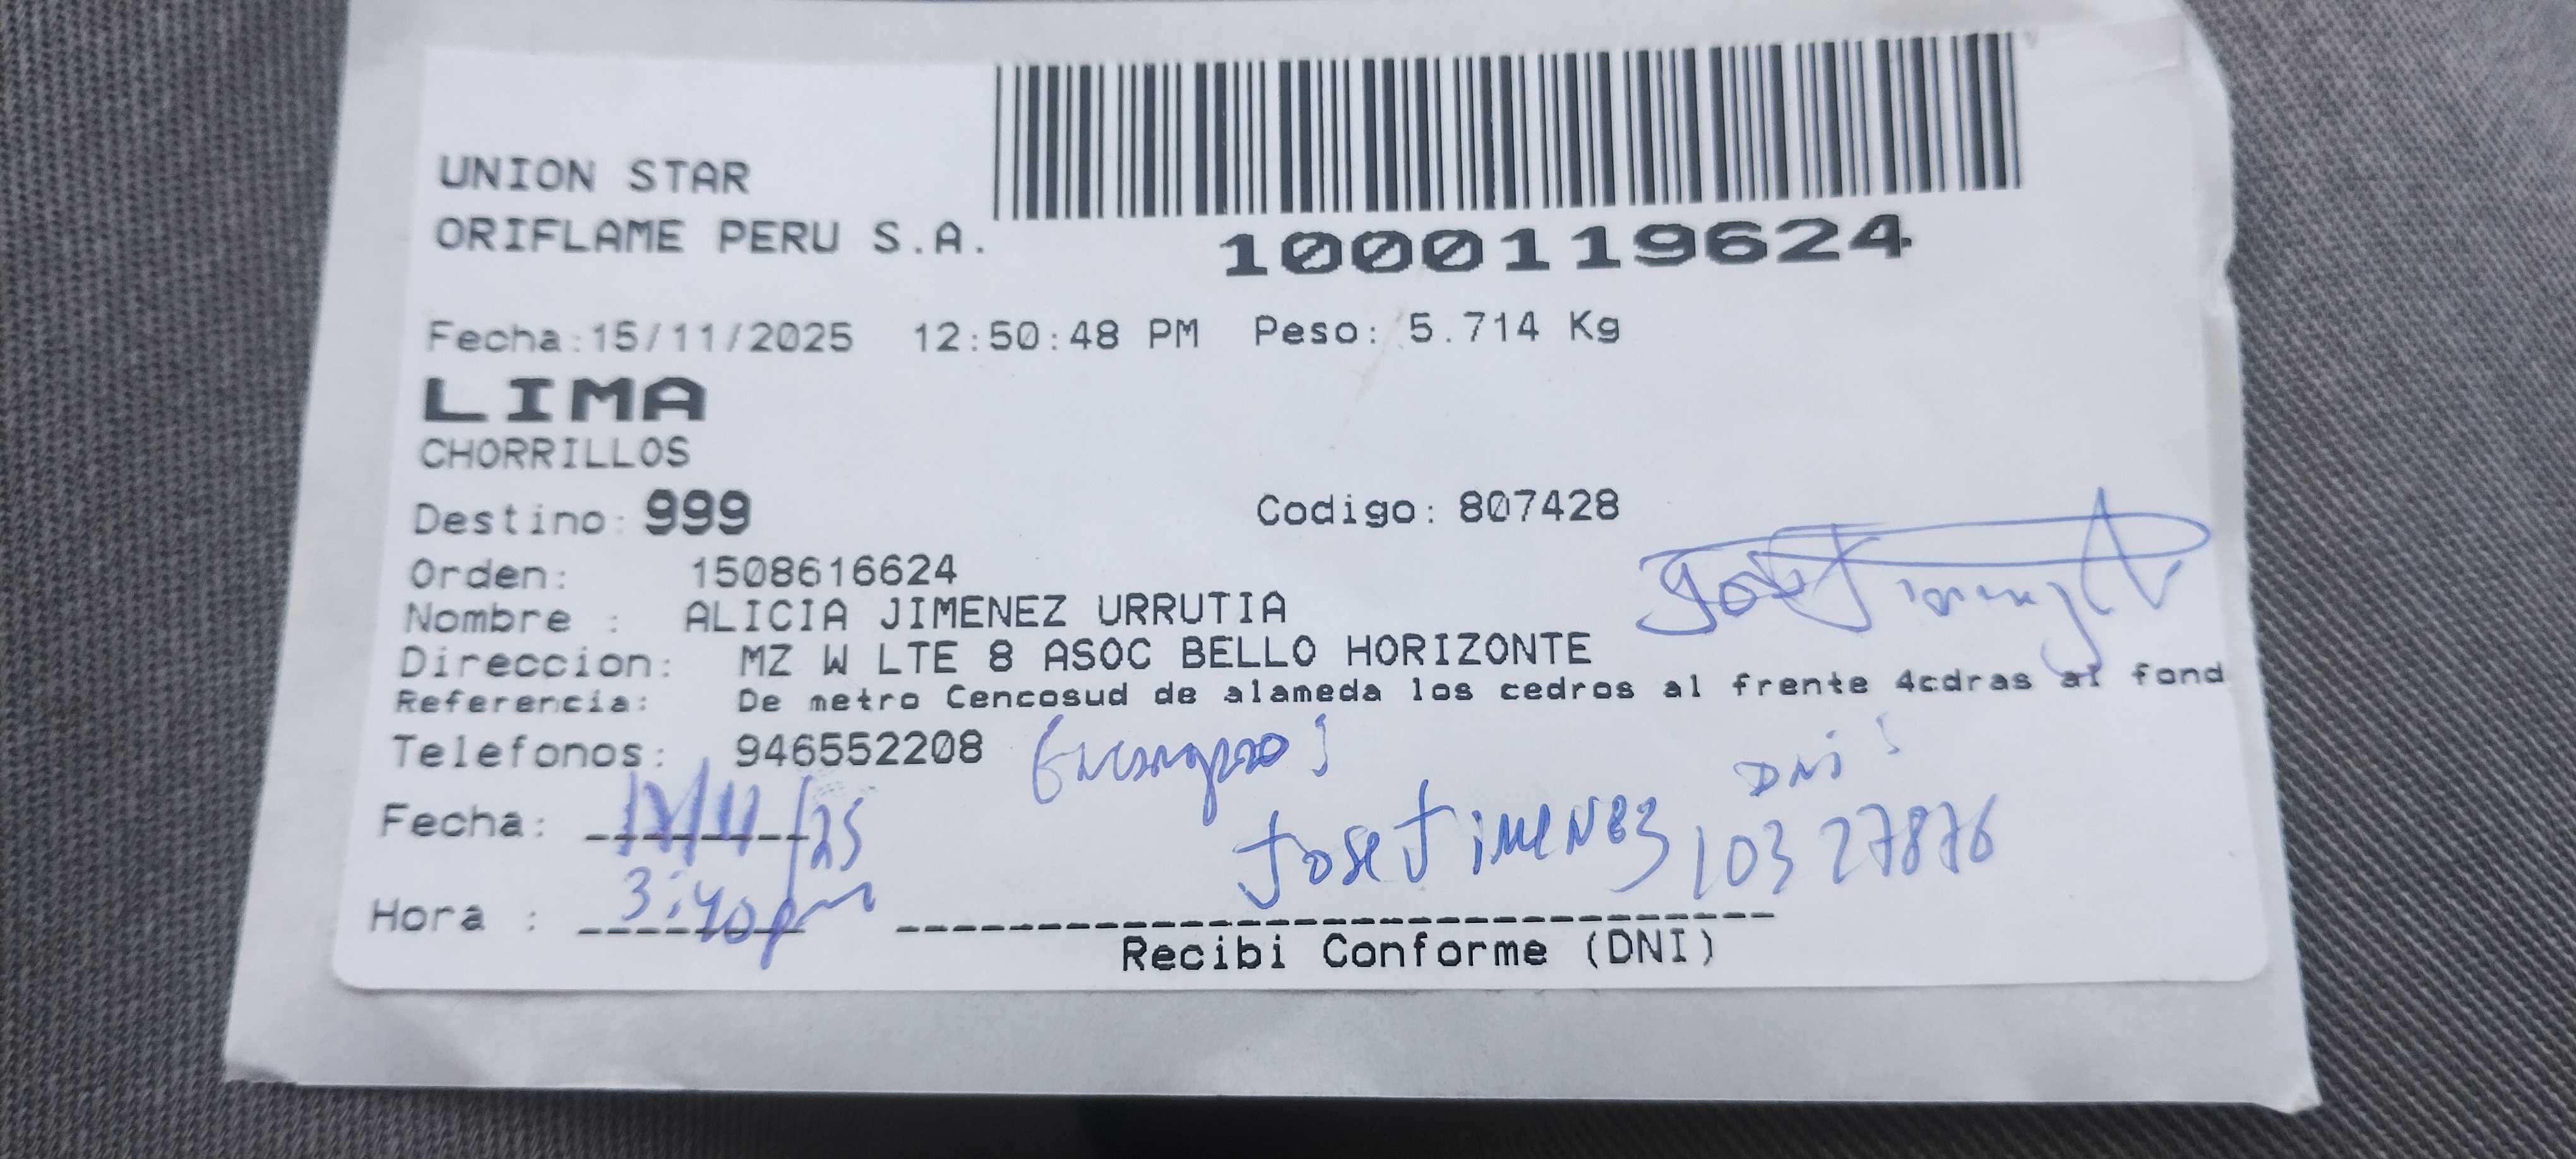 UNION STAR
ORIFLAME PERU S.A.
1000119624
Fecha:15/11/2025 12:50:48 PM Peso: 5.714 Kg
LIMA
CHORRILLOS
Destino: 999 Codigo: 807428
Orden: 1508616624
Nombre : ALICIA JIMENEZ URRUTIA
Direccion: MZ W LTE 8 ASOC BELLO HORIZONTE
Referencia: De metro Cencosud de alameda los cedros al frente 4cdras al fond
Telefonos: 946552208
DNI:
Fecha: /11/25 Jose Jimenez 10327876
Hora : 3:40pm
Recibi Conforme (DNI)